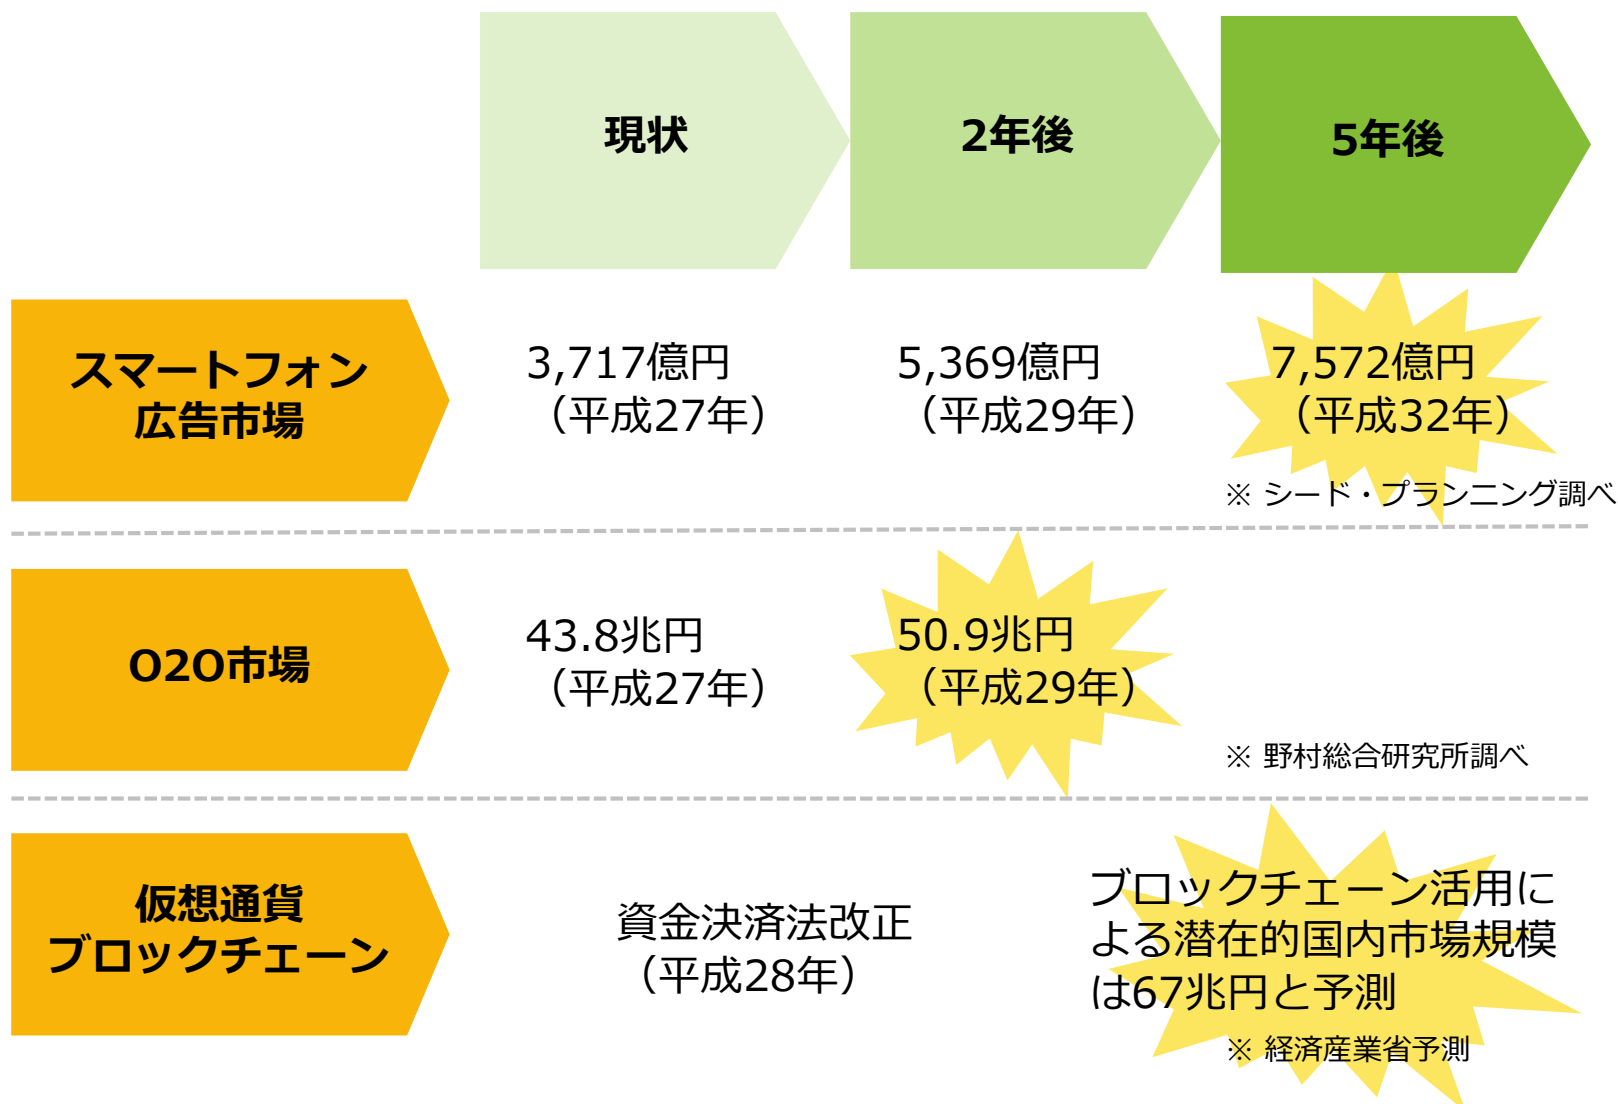 現状
2年後
5年後
スマートフォン
広告市場
3,717億円
（平成27年）
5,369億円
（平成29年）
7,572億円
（平成32年）
※ シード・プランニング調べ
O2O市場
43.8兆円
（平成27年）
50.9兆円
（平成29年）
※ 野村総合研究所調べ
仮想通貨
ブロックチェーン
資金決済法改正
（平成28年）
ブロックチェーン活用に
よる潜在的国内市場規模
は67兆円と予測
※ 経済産業省予測